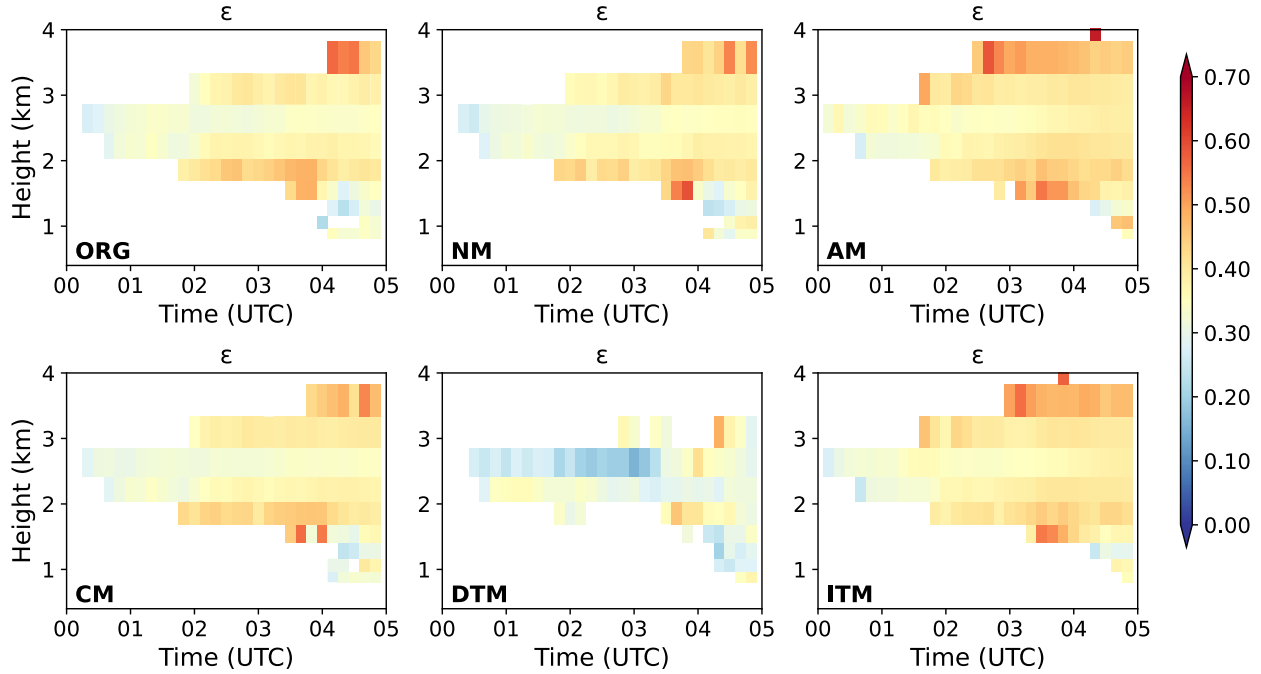 ε ε ε
4 4 4 0.70
3 3 3 0.60
2 2 2 0.50
1 1 1 0.40
ORG NM AM
00 01 02 03 04 05 00 01 02 03 04 05 00 01 02 03 04 05
Height (km)
Time (UTC) Time (UTC) Time (UTC)
0.30
ε ε ε
4 4 4 0.20
3 3 3 0.10
2 2 2 0.00
1 1 1
CM DTM ITM
00 01 02 03 04 05 00 01 02 03 04 05 00 01 02 03 04 05
Height (km)
Time (UTC) Time (UTC) Time (UTC)